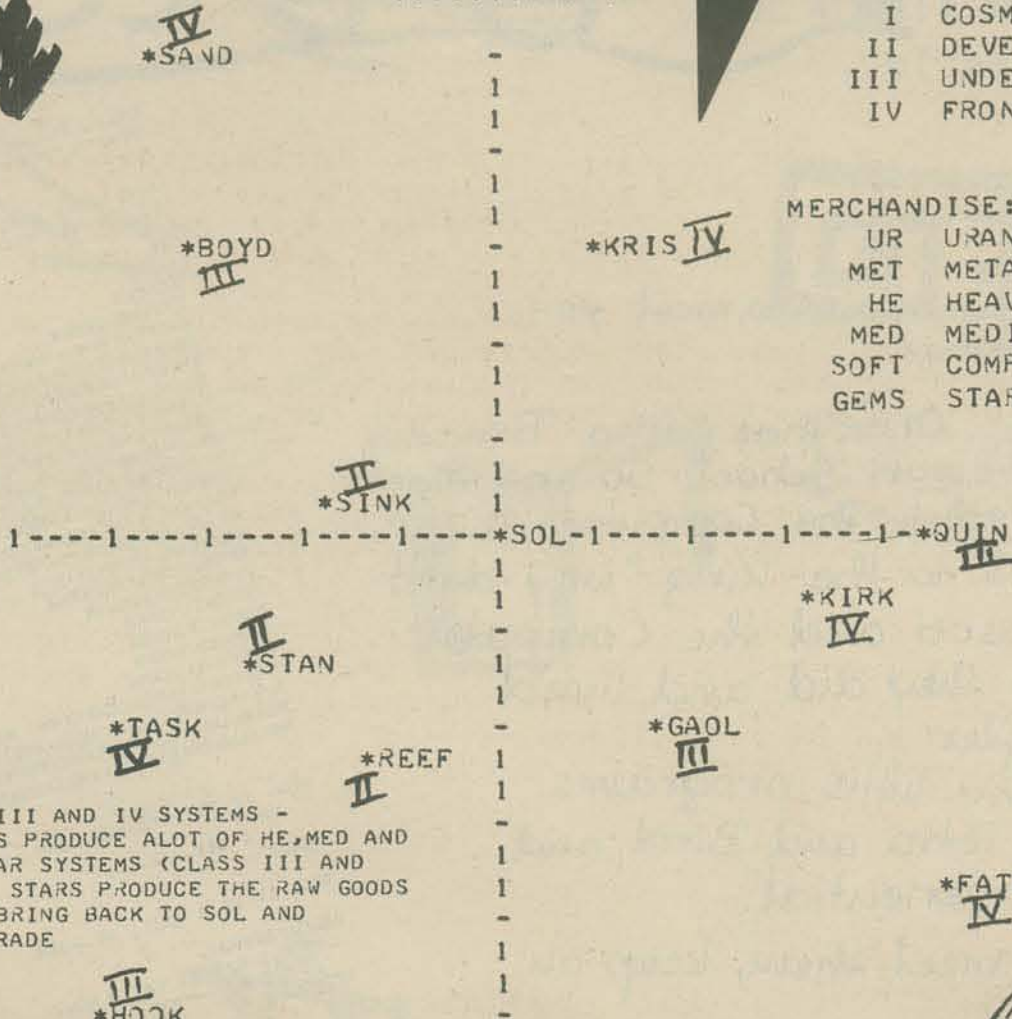 I COSM
II DEVE
III UNDE
IV FRON
IV
*SAND
MERCHANDISE:
UR URAN
MET META
HE HEAV
MED MEDI
SOFT COMP
GEMS STAR
*BOYD
III
*KRIS IV
II
*SINK
1----1----1----1----1----*SOL-1----1----1----1-*QUIN
III
*KIRK
IV
II
*STAN
*TASK
IV
*GAOL
III
*REEF
II
III AND IV SYSTEMS -
S PRODUCE ALOT OF HE,MED AND
AR SYSTEMS (CLASS III AND
STARS PRODUCE THE RAW GOODS
BRING BACK TO SOL AND
RADE
*FAT
IV
III
*HOOK